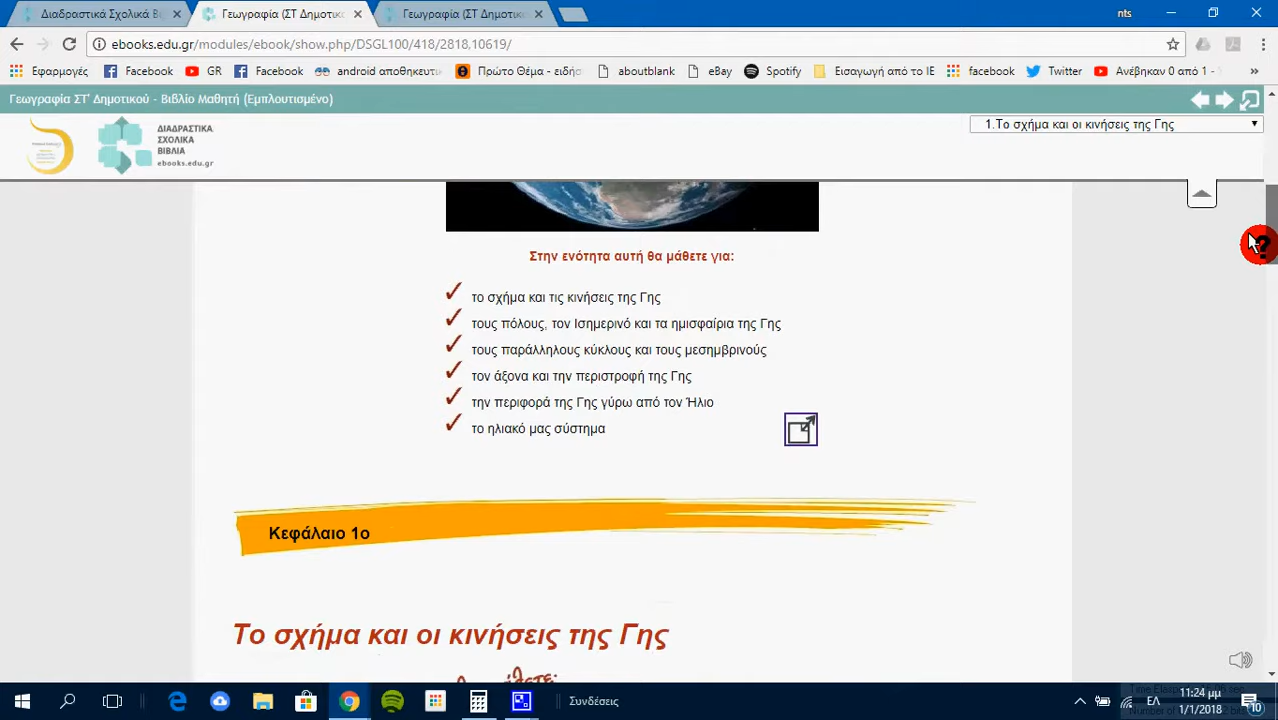 Διαδραστικά Σχολικά Βι
Γεωγραφία (ΣΤ Δημοτικ
Γεωγραφία (ΣΤ Δημοτικ
nts
ebooks.edu.gr/modules/ebook/show.php/DSGL100/418/2818,10619/
Εφαρμογές
Facebook
GR
Facebook
android αποθηκευτι
Πρώτο Θέμα - ειδήσ
aboutblank
eBay
Spotify
Εισαγωγή από το IE
facebook
Twitter
Ανέβηκαν 0 από 1 -
»
Γεωγραφία ΣΤ' Δημοτικού - Βιβλίο Μαθητή (Εμπλουτισμένο)
ΔΙΑΔΡΑΣΤΙΚΑ
ΣΧΟΛΙΚΑ
ΒΙΒΛΙΑ
ebooks.edu.gr
1.Το σχήμα και οι κινήσεις της Γης
Στην ενότητα αυτή θα μάθετε για:
το σχήμα και τις κινήσεις της Γης
τους πόλους, τον Ισημερινό και τα ημισφαίρια της Γης
τους παράλληλους κύκλους και τους μεσημβρινούς
τον άξονα και την περιστροφή της Γης
την περιφορά της Γης γύρω από τον Ήλιο
το ηλιακό μας σύστημα
?
Κεφάλαιο 1ο
Το σχήμα και οι κινήσεις της Γης
Συνδέσεις
ΕΛ
11:24 μμ
1/1/2018
10